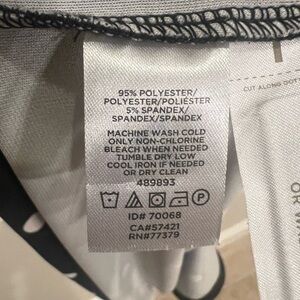 95% POLYESTER/
POLYESTER/POLIÉSTER
5% SPANDEX/
SPANDEX/SPANDEX
MACHINE WASH COLD
ONLY NON-CHLORINE
BLEACH WHEN NEEDED
TUMBLE DRY LOW
COOL IRON IF NEEDED
OR DRY CLEAN
489893
ID# 70068
CA#57421
RN#77379
CUT ALONG DOT